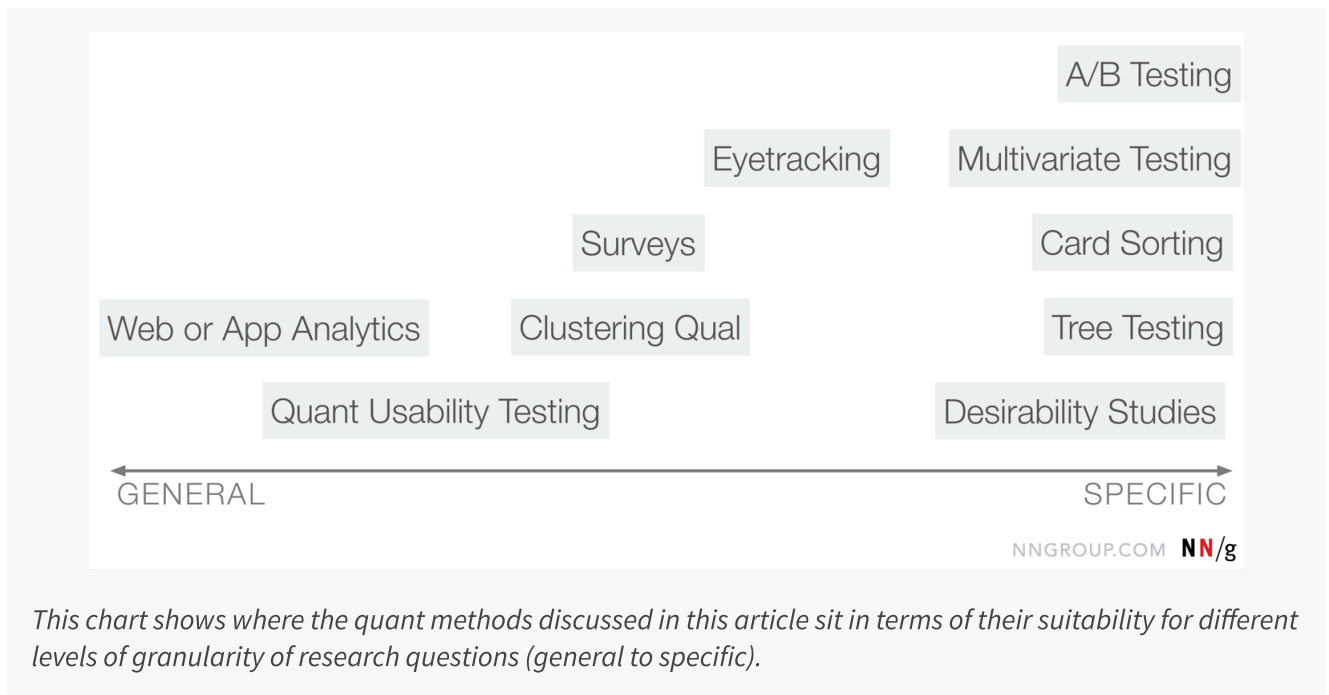 A/B Testing
Eyetracking Multivariate Testing
Surveys Card Sorting
Web or App Analytics Clustering Qual Tree Testing
Quant Usability Testing Desirability Studies
GENERAL SPECIFIC
NNGROUP.COM NN/g
This chart shows where the quant methods discussed in this article sit in terms of their suitability for different
levels of granularity of research questions (general to specific).